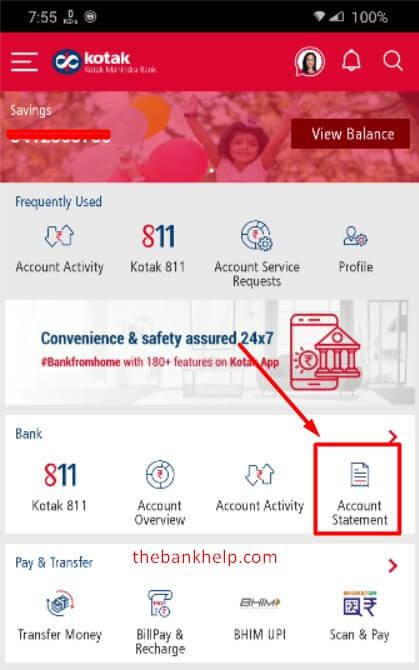 7:55 100%
kotak
Kotak Mahindra Bank
Savings
View Balance
Frequently Used
811
Account Activity Kotak 811 Account Service Requests Profile
Convenience & safety assured 24x7
#Bankfromhome with 180+ features on Kotak App
Bank
811
Kotak 811 Account Overview Account Activity Account Statement
Pay & Transfer
thebankhelp.com
BHIM
Transfer Money BillPay & Recharge BHIM UPI Scan & Pay